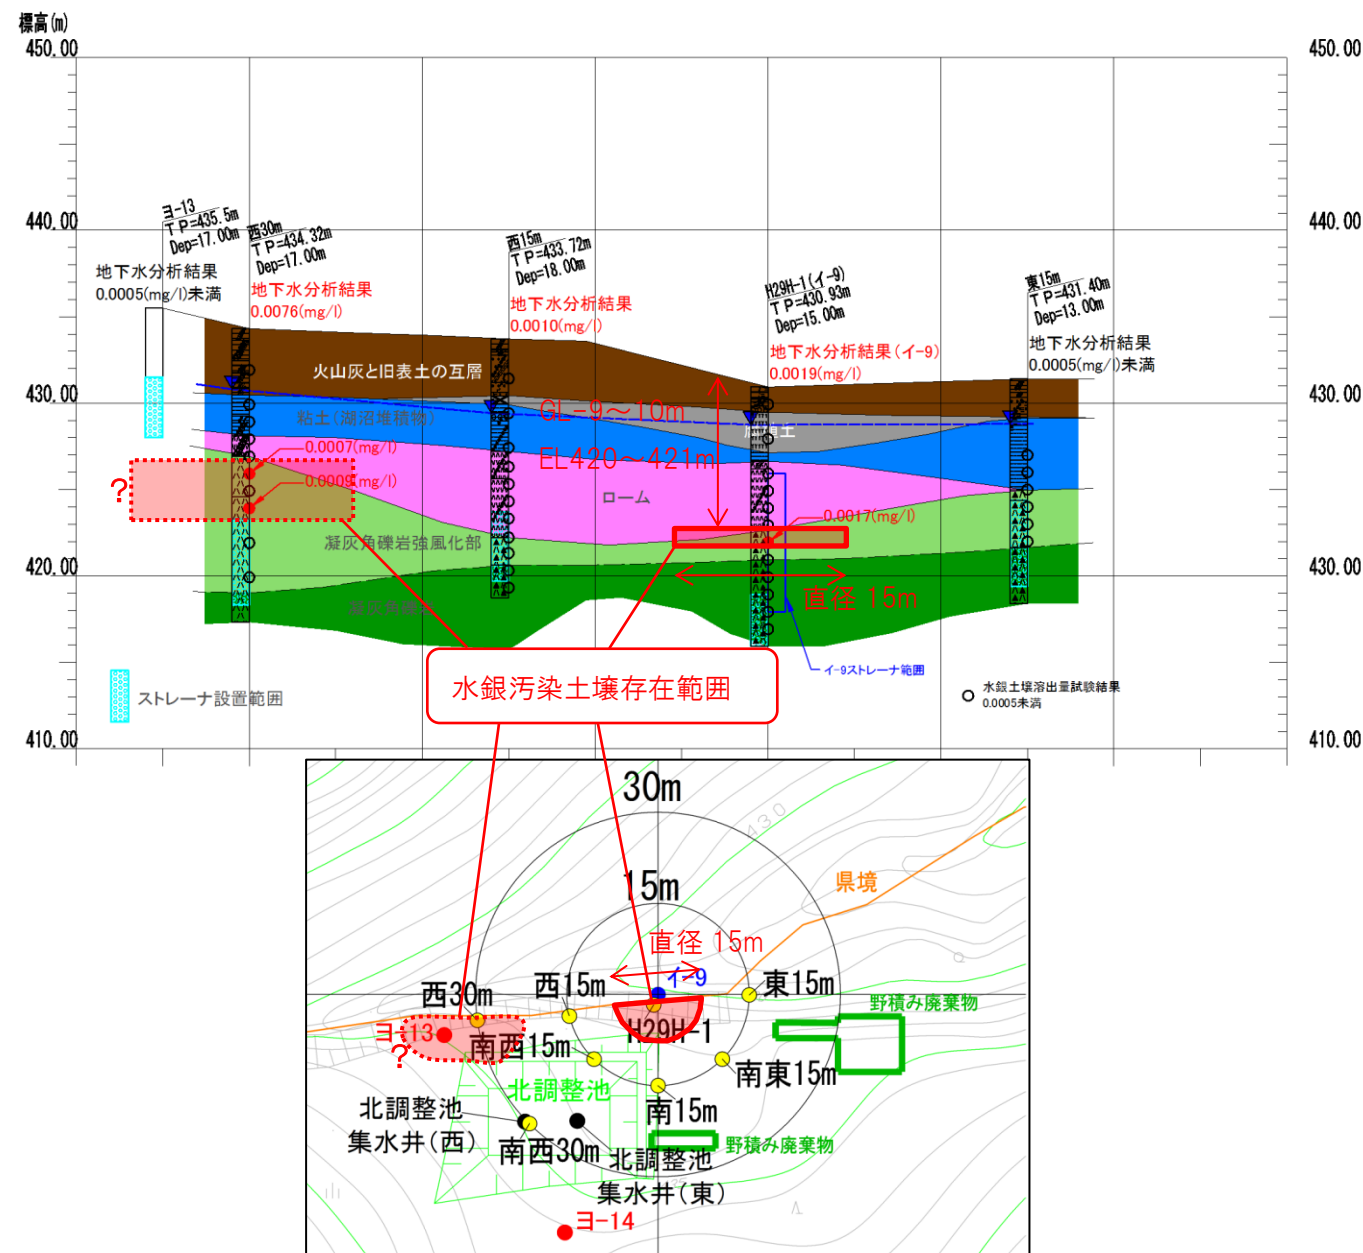 標高(m)
450.00
450.00
440.00
440.00
ヨ-13
T P=435.5m
Dep=17.00m
西30m
T P=434.32m
Dep=17.00m
西15m
T P=433.72m
Dep=18.00m
H29H-1(イ-9)
T P=430.93m
Dep=15.00m
東15m
T P=431.40m
Dep=13.00m
地下水分析結果
0.0005(mg/l)未満
地下水分析結果
0.0076(mg/l)
地下水分析結果
0.0010(mg/l)
地下水分析結果(イ-9)
0.0019(mg/l)
地下水分析結果
0.0005(mg/l)未満
火山灰と旧表土の互層
430.00
430.00
粘土(湖沼堆積物)
GL-9～10m
EL420～421m
0.0007(mg/l)
0.0009(mg/l)
?
ローム
0.0017(mg/l)
凝灰角礫岩強風化部
420.00
430.00
直径 15m
水銀汚染土壌存在範囲
イ-9ストレーナ範囲
ストレーナ設置範囲
水銀土壌溶出量試験結果
0.0005未満
410.00
410.00
30m
430
15m
県境
直径 15m
イ-9
西15m
東15m
西30m
野積み廃棄物
ヨ-13
?
H29H-1
南西15m
南東15m
北調整池
南15m
北調整池
集水井(西)
南西30m
野積み廃棄物
北調整池
集水井(東)
ヨ-14